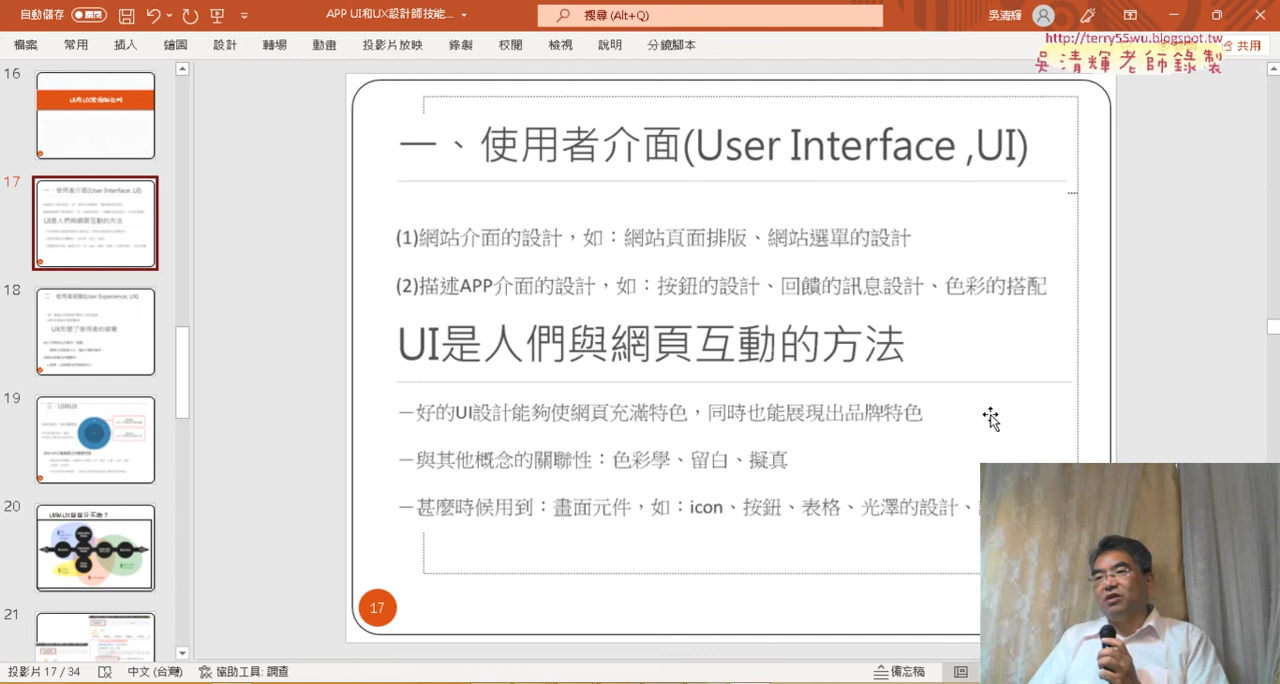 自動儲存
關閉
APP UI和UX設計師技能...
搜尋 (Alt+Q)
吳清輝
檔案 常用 插入 繪圖 設計 轉場 動畫 投影片放映 錄製 校閱 檢視 說明 分鏡腳本
共用
http://terry55wu.blogspot.tw
吳清輝老師錄製
16
17
18
19
20
21
一、使用者介面(User Interface ,UI)
(1)網站介面的設計，如：網站頁面排版、網站選單的設計
(2)描述APP介面的設計，如：按鈕的設計、回饋的訊息設計、色彩的搭配
UI是人們與網頁互動的方法
－好的UI設計能夠使網頁充滿特色，同時也能展現出品牌特色
－與其他概念的關聯性：色彩學、留白、擬真
－甚麼時候用到：畫面元件，如：icon、按鈕、表格、光澤的設計、
17
投影片 17 / 34
中文 (台灣)
協助工具: 調查
備忘稿